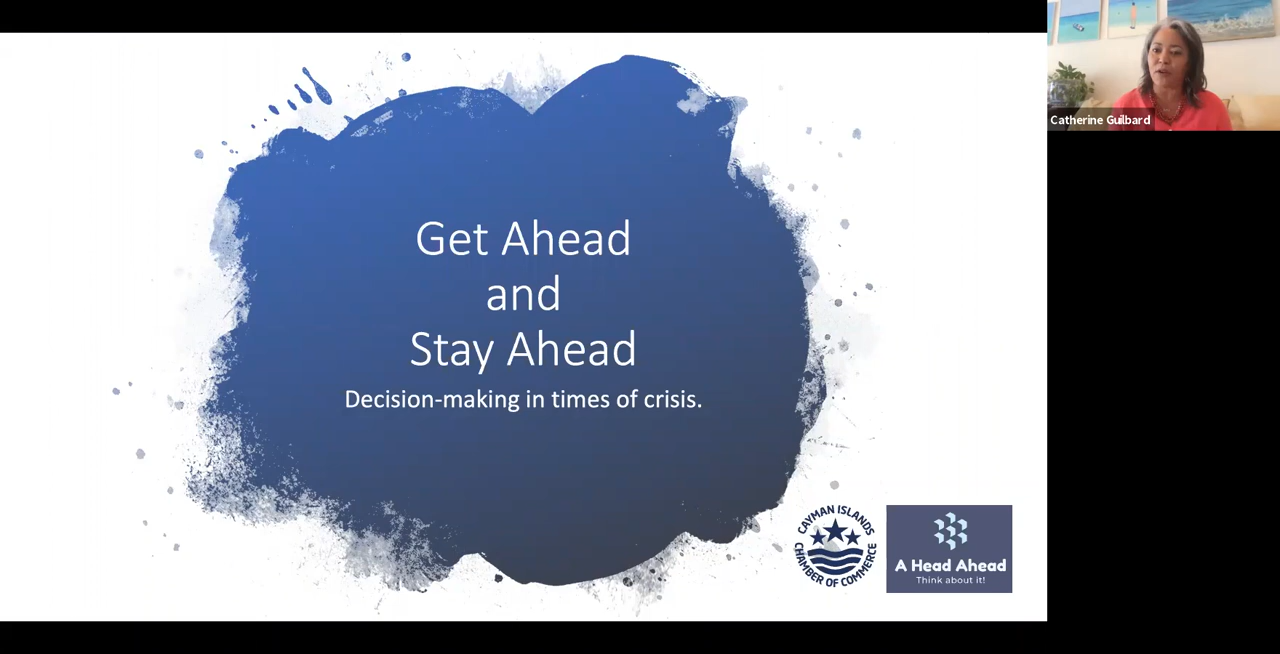 Catherine Guilbard
Get Ahead
and
Stay Ahead
Decision-making in times of crisis.
CAYMAN ISLANDS
CHAMBER OF COMMERCE
A Head Ahead
Think about it!